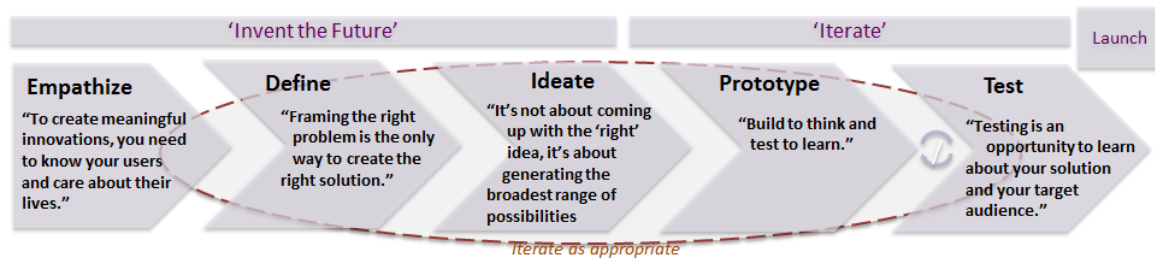 ‘Invent the Future’
‘Iterate’
Launch
Empathize
“To create meaningful
innovations, you need
to know your users
and care about their
lives.”
Define
“Framing the right
problem is the only
way to create the
right solution.”
Ideate
“It’s not about coming
up with the ‘right’
idea, it’s about
generating the
broadest range of
possibilities
Prototype
“Build to think and
test to learn.”
Test
“Testing is an
opportunity to learn
about your solution
and your target
audience.”
Iterate as appropriate